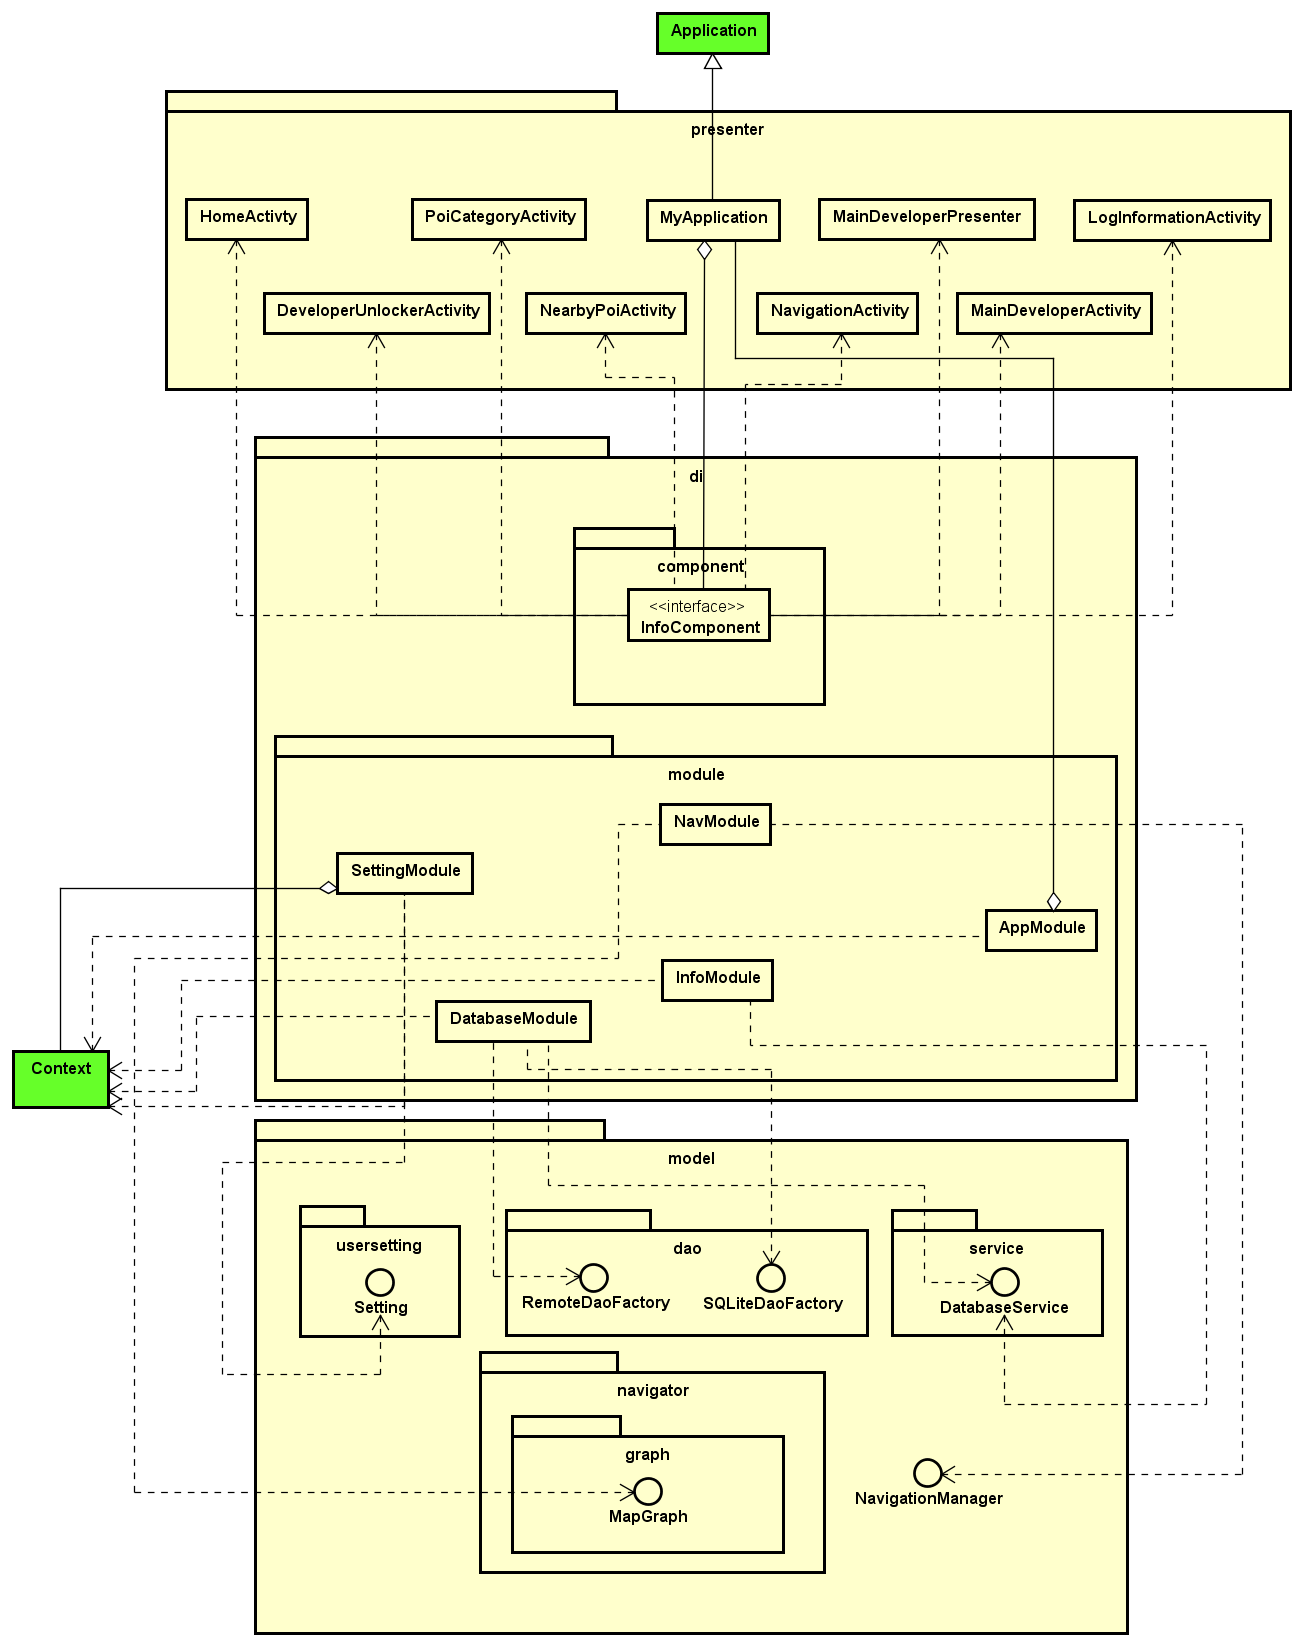 Application
presenter
HomeActivty
PoiCategoryActivity
MyApplication
MainDeveloperPresenter
LogInformationActivity
DeveloperUnlockerActivity
NearbyPoiActivity
NavigationActivity
MainDeveloperActivity
di
component
<<interface>>
InfoComponent
module
NavModule
SettingModule
AppModule
InfoModule
DatabaseModule
Context
model
usersetting
dao
service
Setting
RemoteDaoFactory
SQLiteDaoFactory
DatabaseService
navigator
graph
MapGraph
NavigationManager